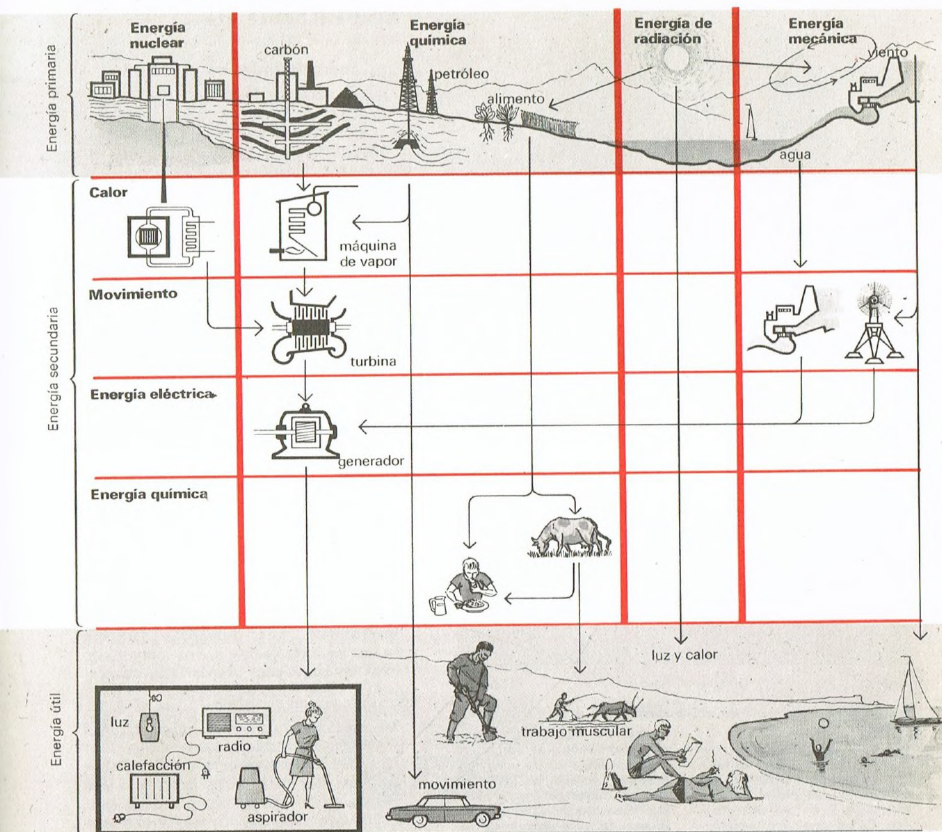 Energía primaria
Energía
nuclear
Energía
química
Energía de
radiación
Energía
mecánica
carbón
petróleo
alimento
viento
agua
Energía secundaria
Calor
máquina
de vapor
Movimiento
turbina
Energía eléctrica
generador
Energía química
Energía útil
luz y calor
luz
radio
trabajo muscular
calefacción
aspirador
movimiento